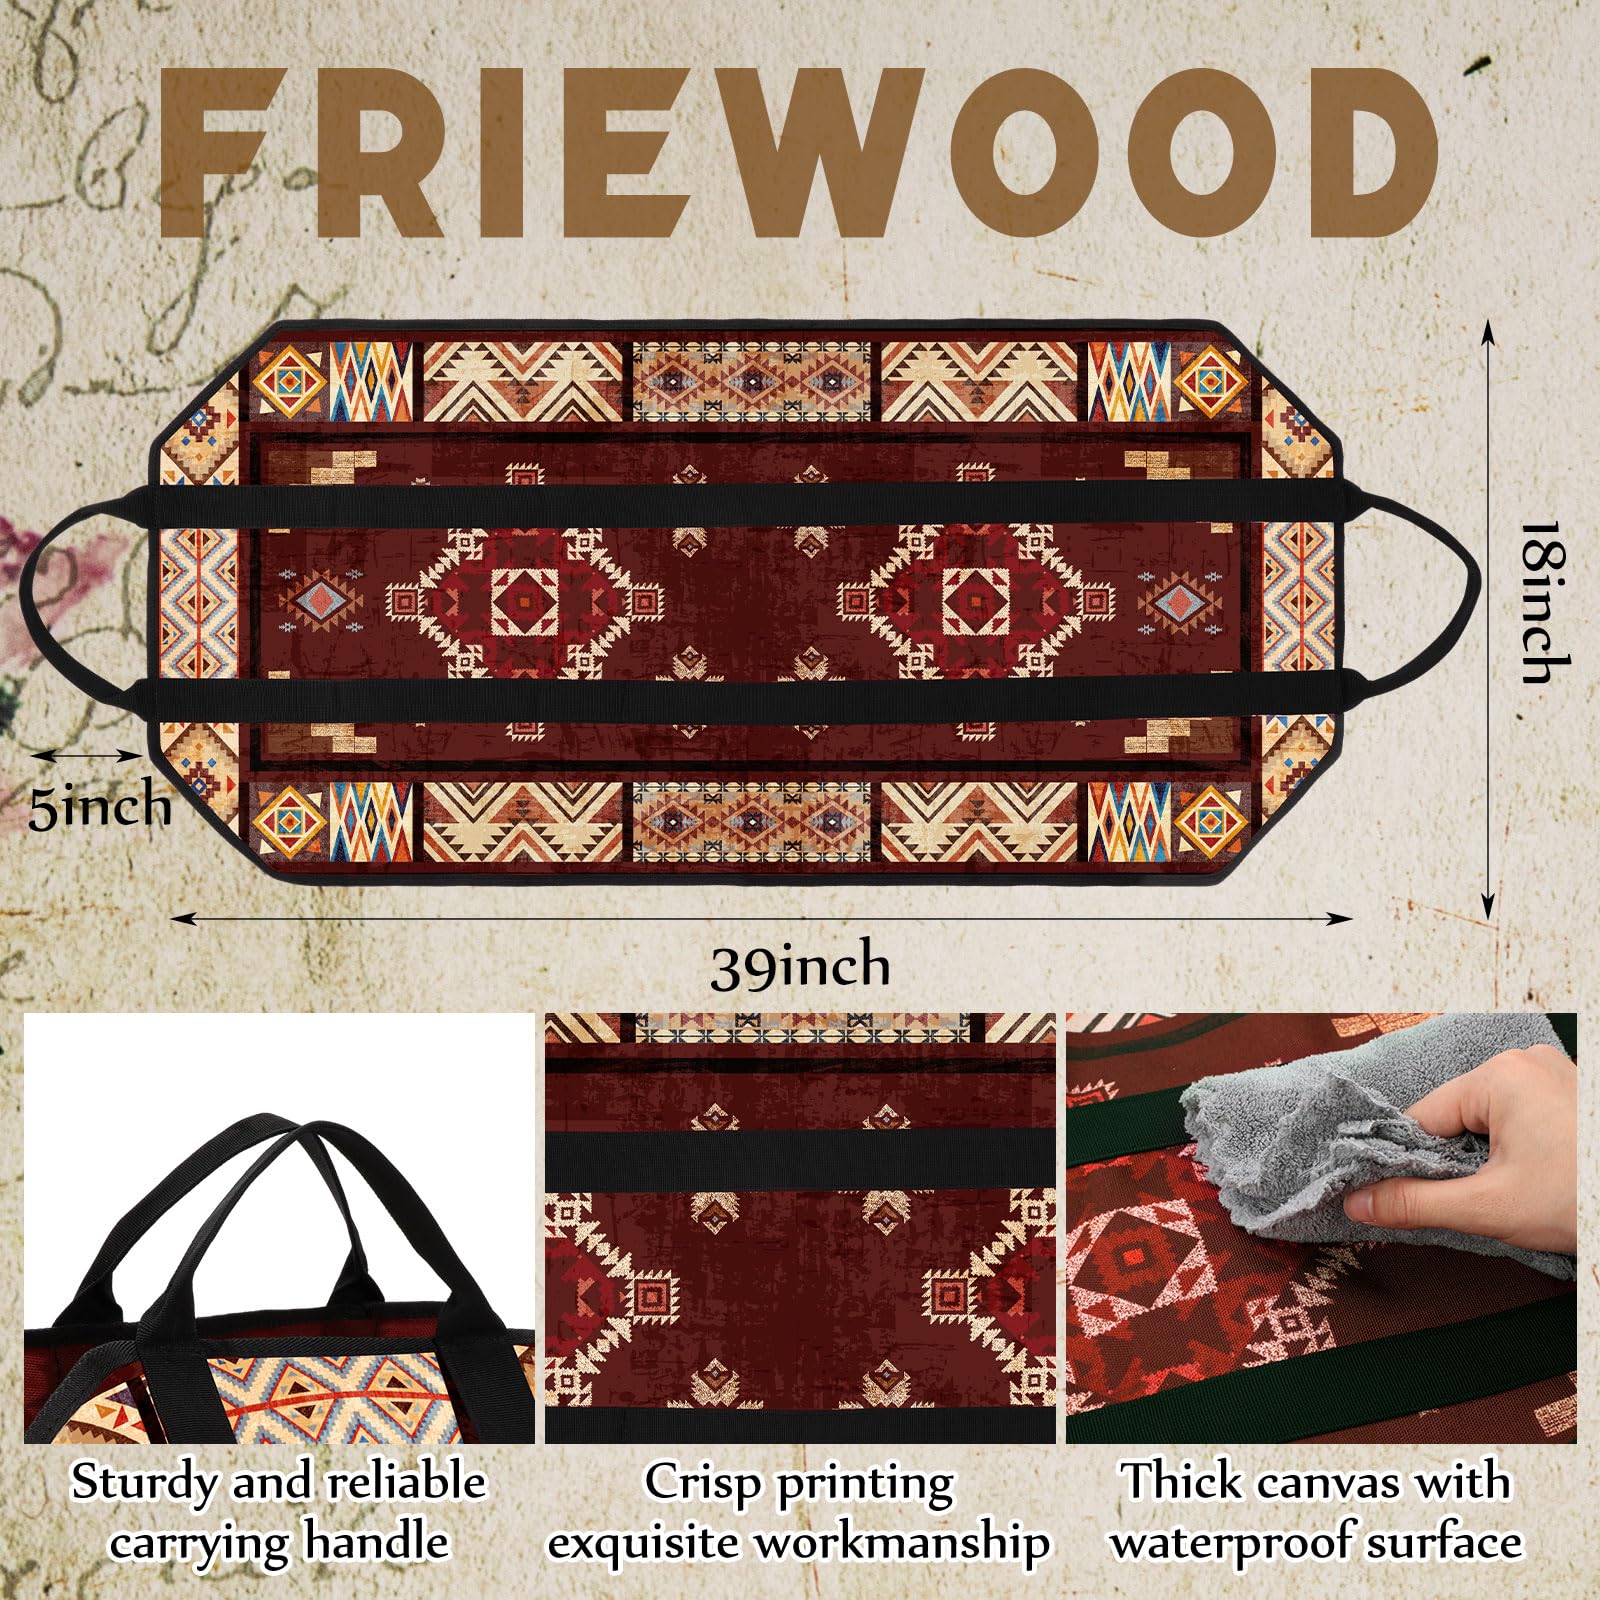 FRIEWOOD
18inch
5inch
39inch
Sturdy and reliable
carrying handle
Crisp printing
exquisite workmanship
Thick canvas with
waterproof surface